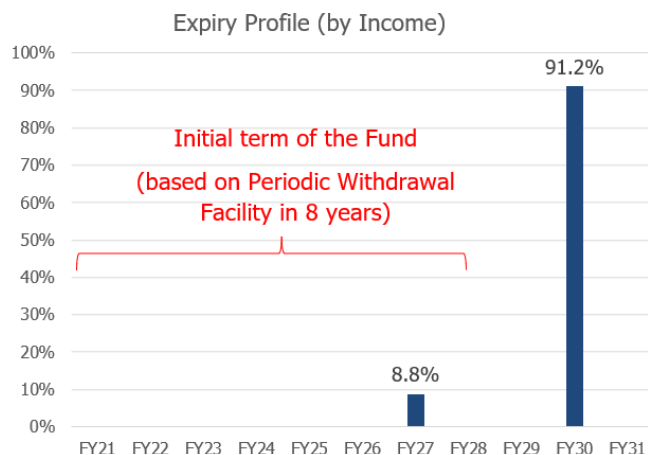 Expiry Profile (by Income)
100%
91.2%
90%
80%
Initial term of the Fund
70%
(based on Periodic Withdrawal
60%
Facility in 8 years)
50%
40%
30%
20%
8.8%
10%
0%
FY21 FY22 FY23 FY24 FY25 FY26 FY27 FY28 FY29 FY30 FY31